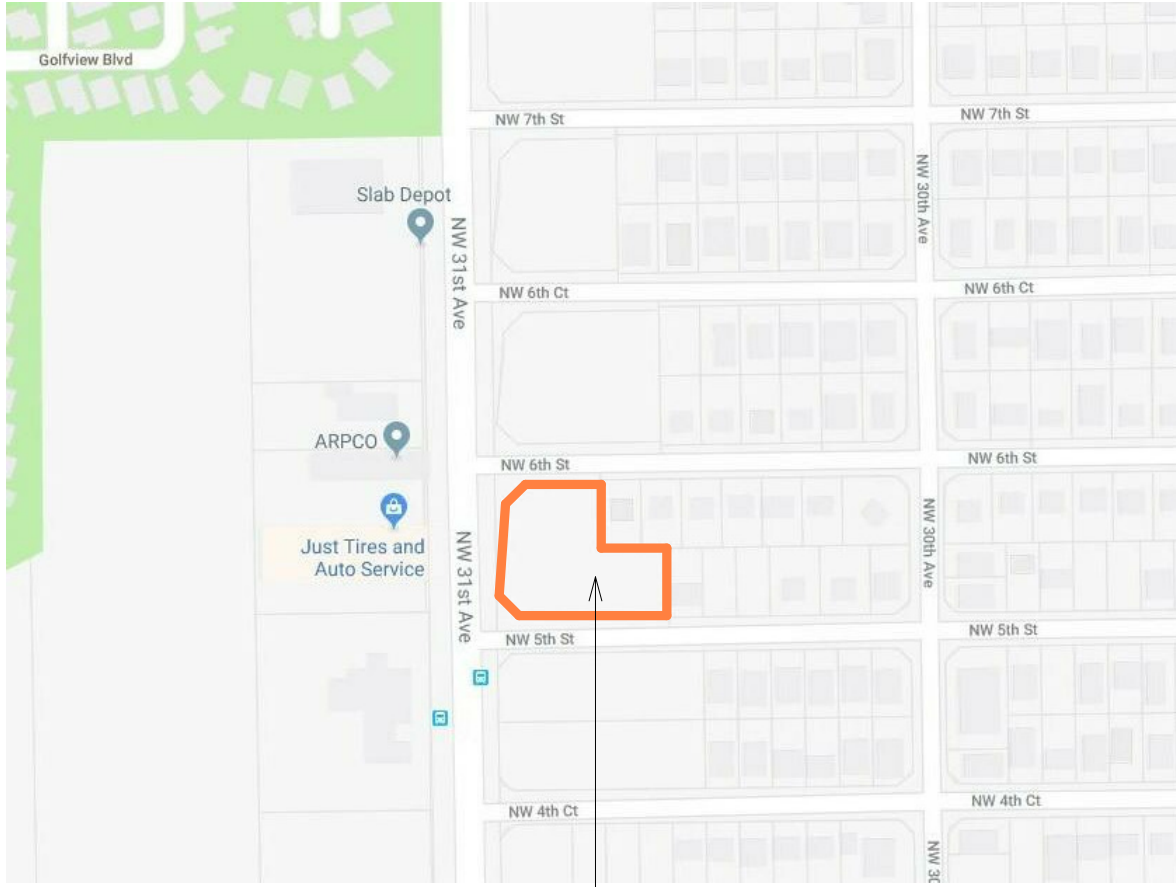 Golfview Blvd
NW 7th St
NW 7th St
Slab Depot
NW 30th Ave
NW 31st Ave
NW 6th Ct
NW 6th Ct
ARPCO
NW 6th St
NW 6th St
Just Tires and
Auto Service
NW 31st Ave
NW 30th Ave
NW 5th St
NW 5th St
NW 4th Ct
NW 4th Ct
NW 30